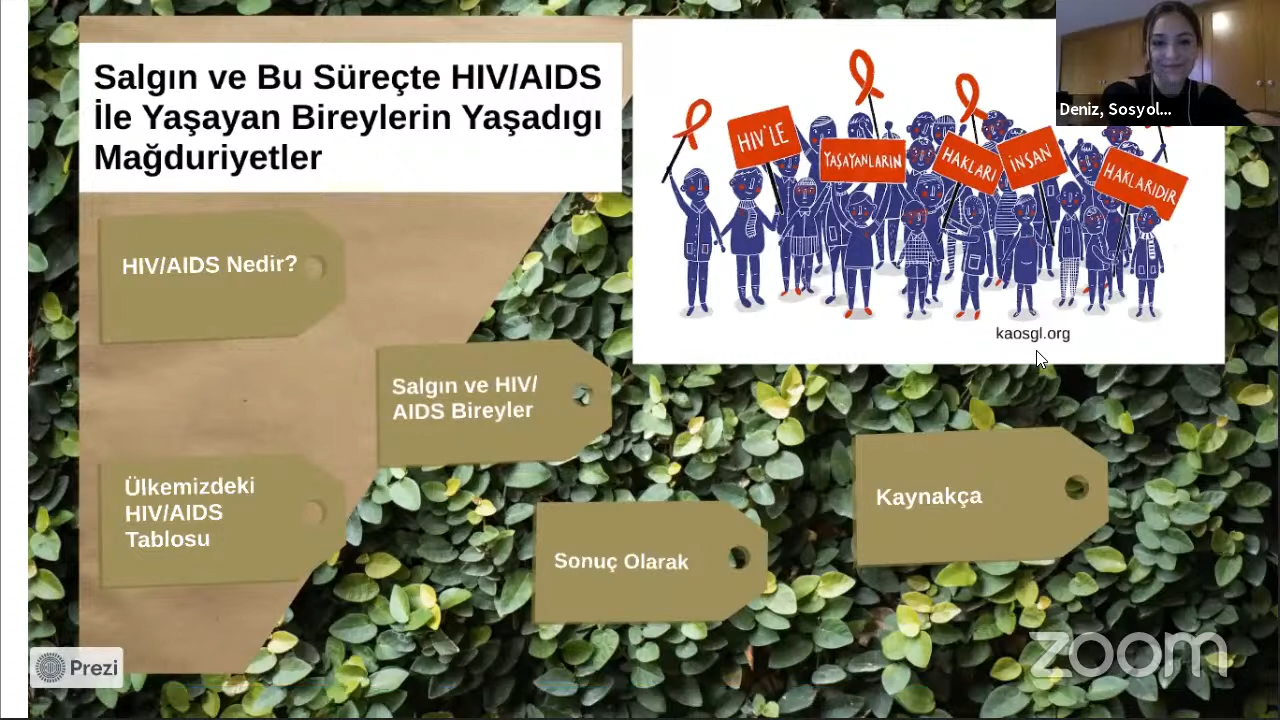 Salgın ve Bu Süreçte HIV/AIDS
İle Yaşayan Bireylerin Yaşadıgı
Mağduriyetler
HIV'LE
YAŞAYANLARIN
HAKLARI
İNSAN
HAKLARIDIR
kaosgl.org
Deniz, Sosyol...
HIV/AIDS Nedir?
Salgın ve HIV/
AIDS Bireyler
Ülkemizdeki
HIV/AIDS
Tablosu
Sonuç Olarak
Kaynakça
Prezi
zoom